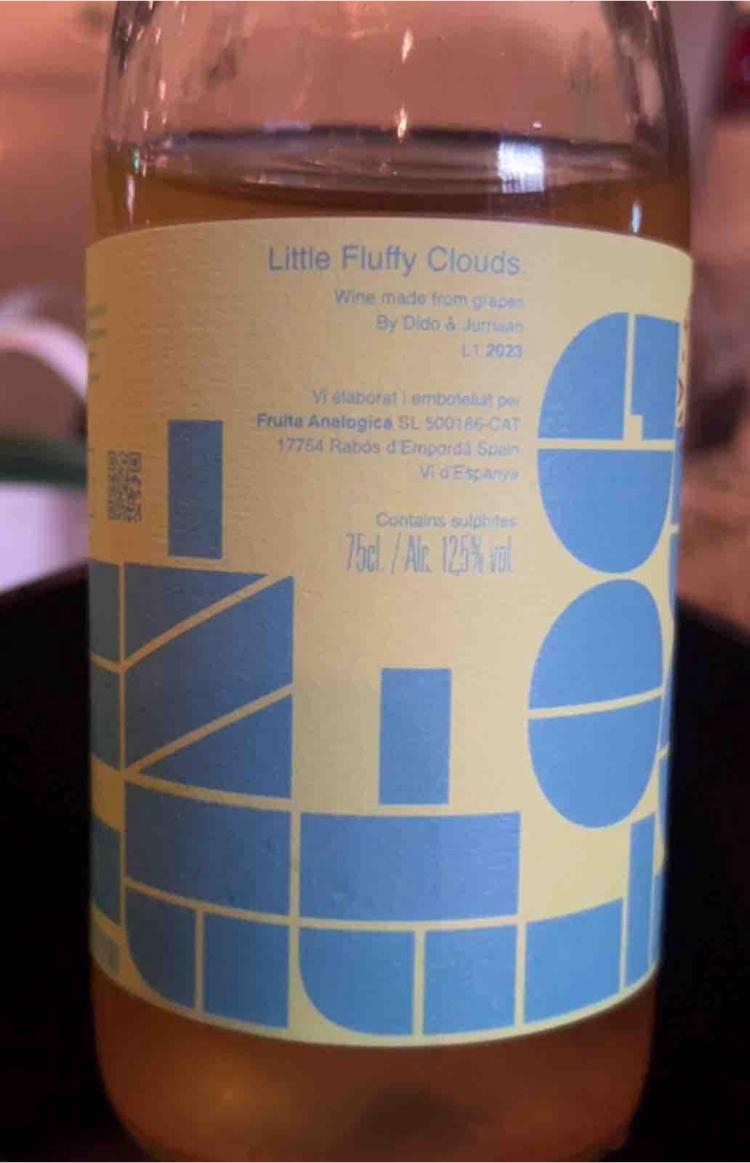 Little Fluffy Clouds.
Wine made from grapes
By Dido & Jurriaan
L1 2023
Vi elaborat i embotellat per
Fruita Analogica SL 500186-CAT
17754 Rabós d'Empordà Spain
Vi d'Espanya
Contains sulphites
75cl. / Alc. 12,5% vol.